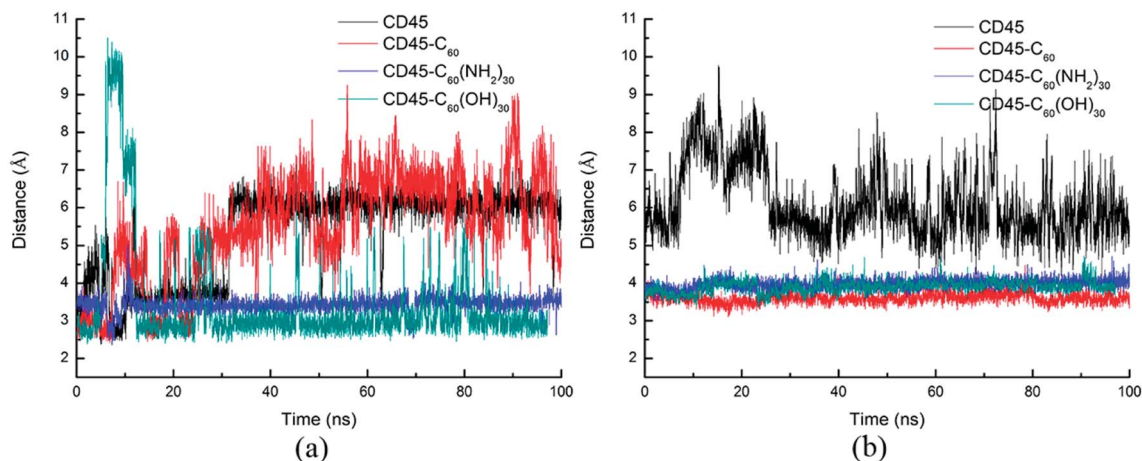 CD45
CD45-C60
CD45-C60(NH2)30
CD45-C60(OH)30
11
10
9
8
7
6
5
4
3
2
Distance (Å)
0 20 40 60 80 100
Time (ns)
(a)
CD45
CD45-C60
CD45-C60(NH2)30
CD45-C60(OH)30
11
10
9
8
7
6
5
4
3
2
Distance (Å)
0 20 40 60 80 100
Time (ns)
(b)